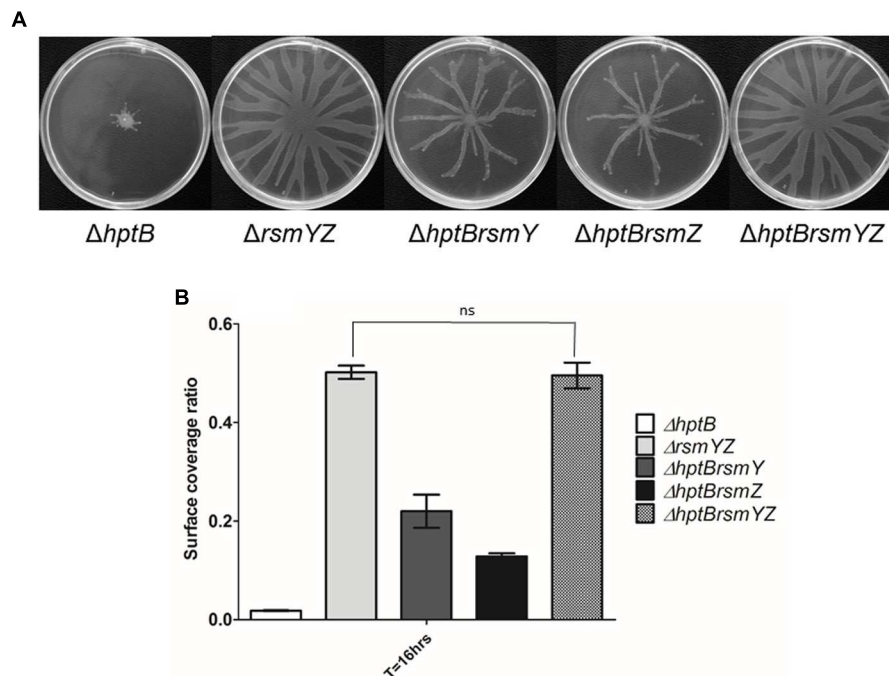 A
ΔhptB ΔrsmYZ ΔhptBrsmY ΔhptBrsmZ ΔhptBrsmYZ
B
ns
0.6
0.4
0.2
0.0
Surface coverage ratio
T=16hrs
ΔhptB
ΔrsmYZ
ΔhptBrsmY
ΔhptBrsmZ
ΔhptBrsmYZ